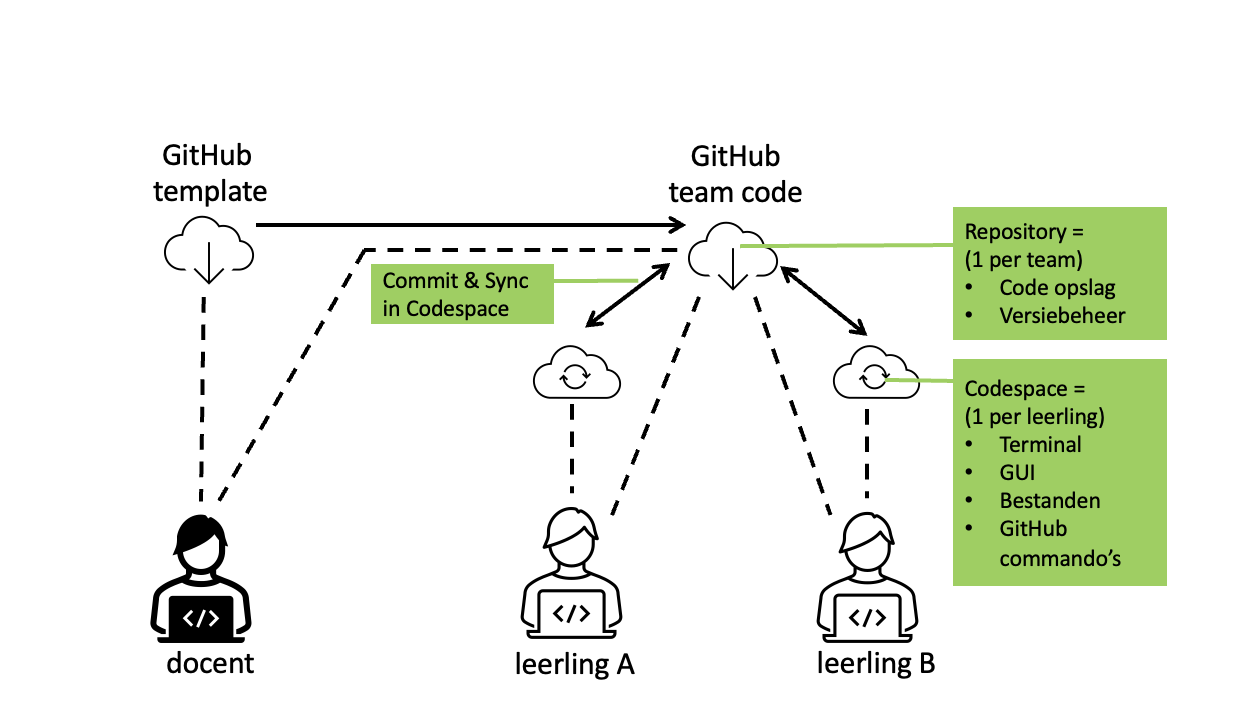 GitHub
template
GitHub
team code
Commit & Sync
in Codespace
Repository =
(1 per team)
• Code opslag
• Versiebeheer
Codespace =
(1 per leerling)
• Terminal
• GUI
• Bestanden
• GitHub
commando’s
</>
docent
</>
leerling A
</>
leerling B